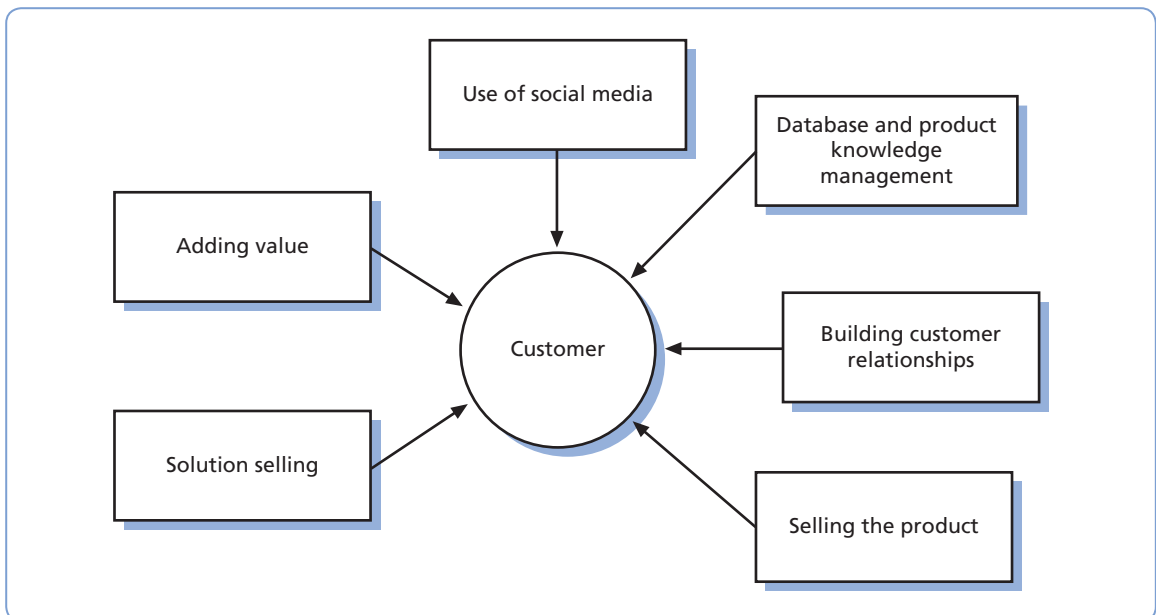 Use of social media
Database and product
knowledge
management
Adding value
Building customer
relationships
Customer
Solution selling
Selling the product